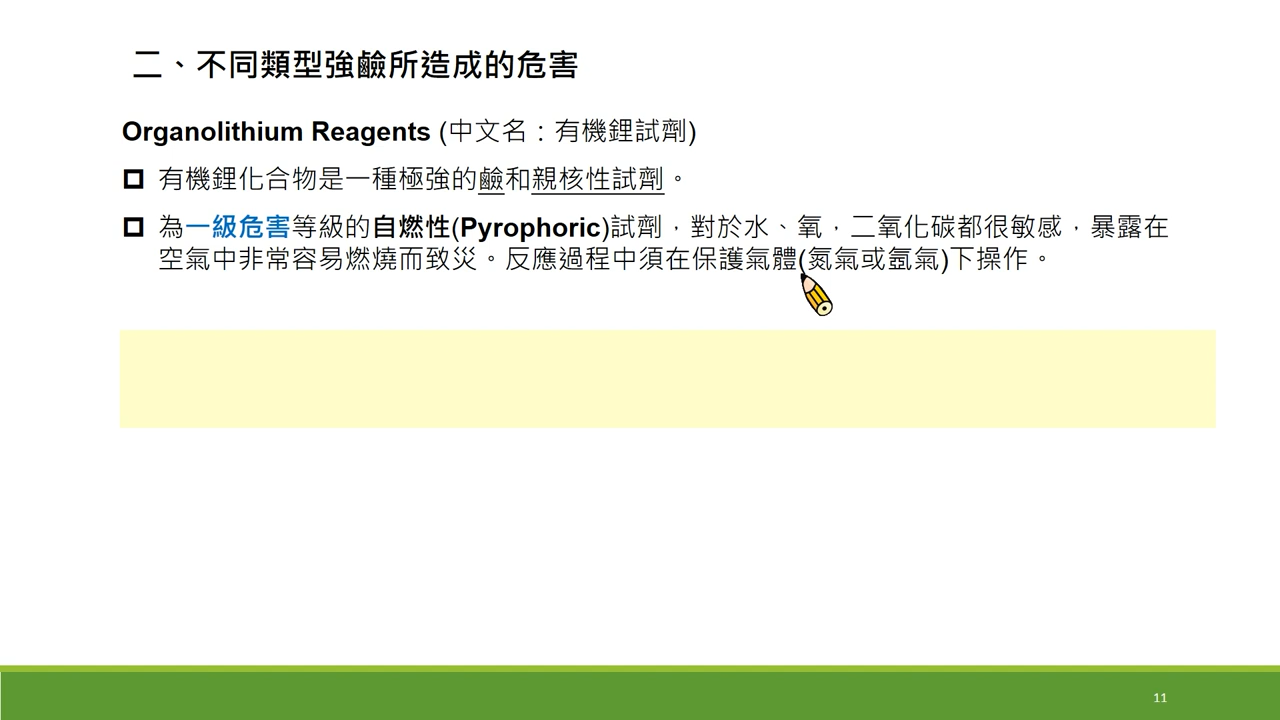 二、不同類型強鹼所造成的危害
Organolithium Reagents (中文名：有機鋰試劑)
有機鋰化合物是一種極強的鹼和親核性試劑。
為一級危害等級的自燃性(Pyrophoric)試劑，對於水、氧，二氧化碳都很敏感，暴露在
空氣中非常容易燃燒而致災。反應過程中須在保護氣體(氮氣或氬氣)下操作。
11